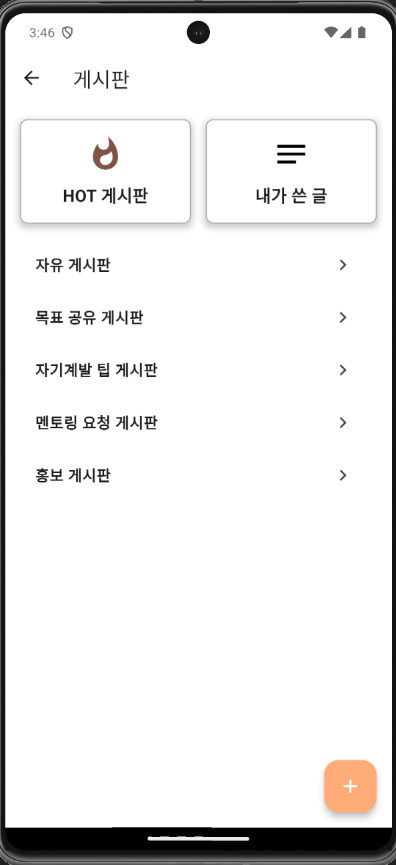 3:46
게시판
HOT 게시판
내가 쓴 글
자유 게시판
목표 공유 게시판
자기계발 팁 게시판
멘토링 요청 게시판
홍보 게시판